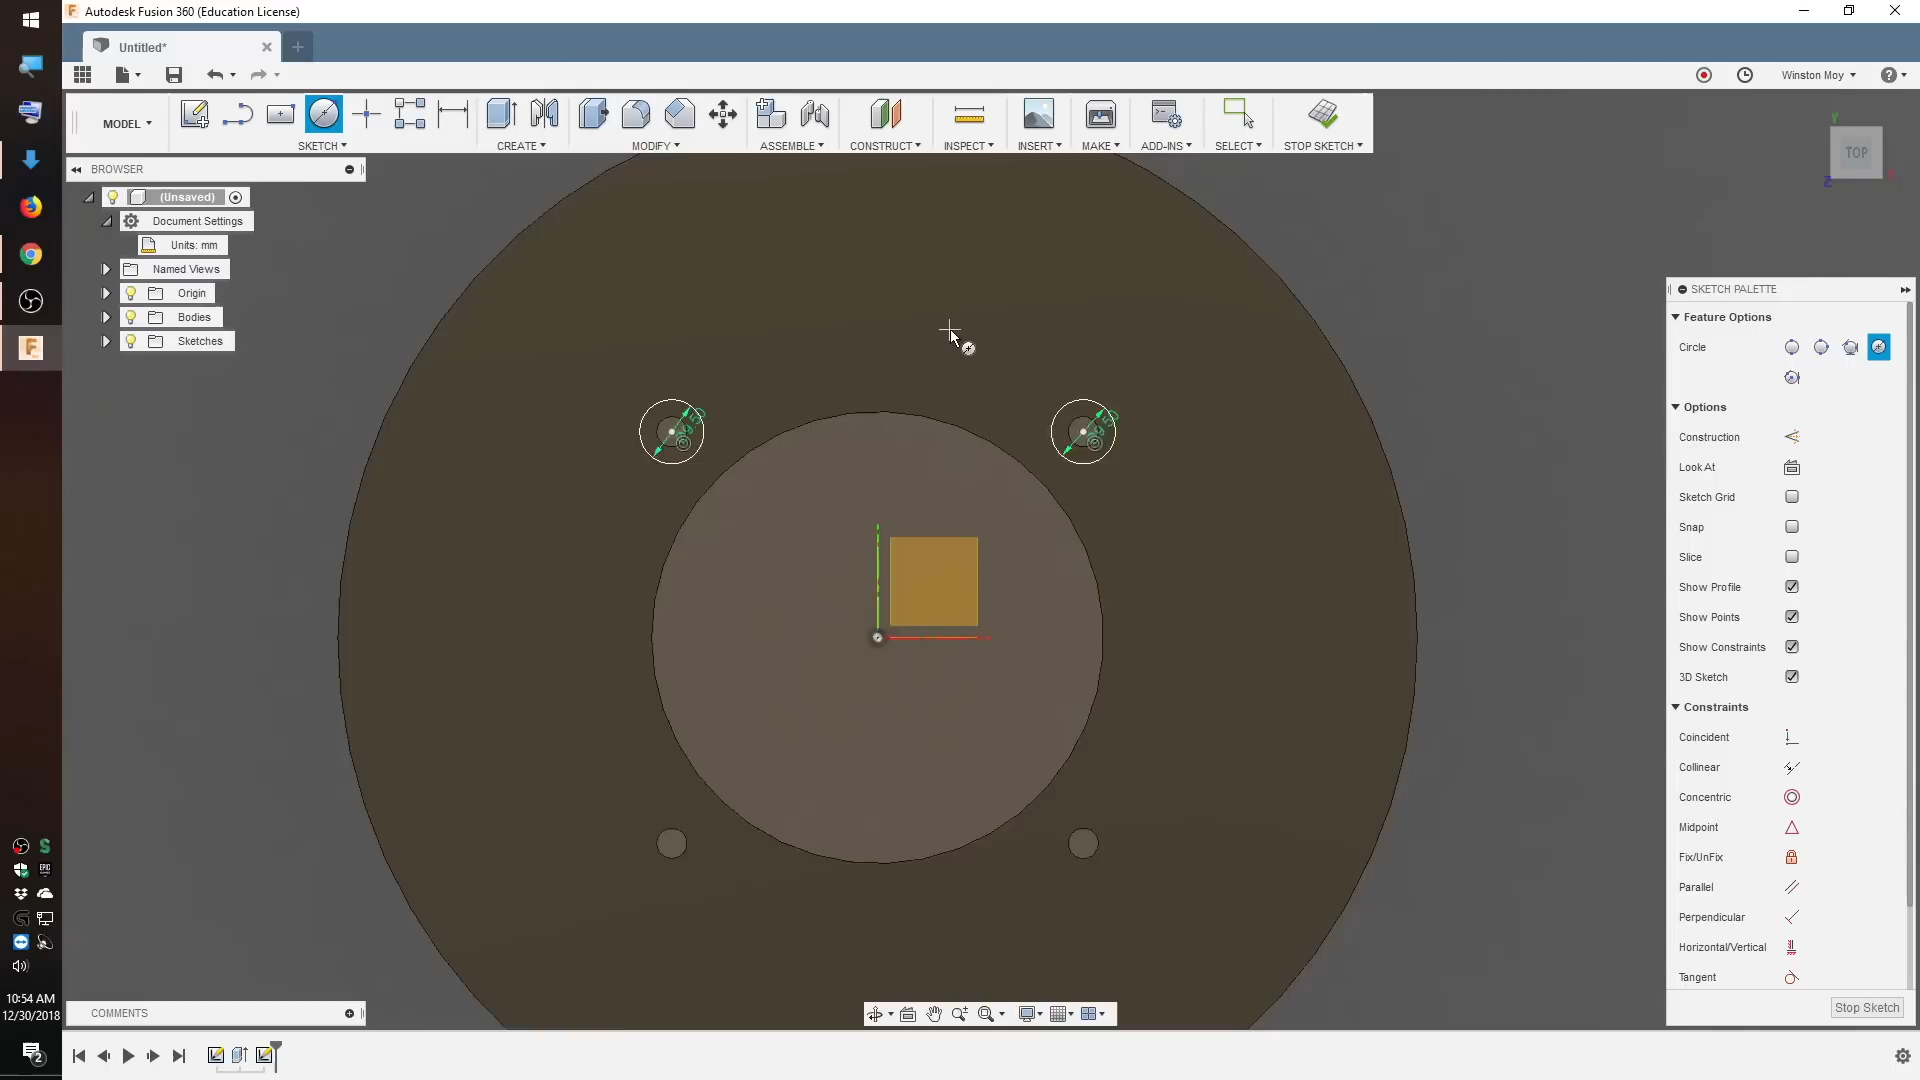 Autodesk Fusion 360 (Education License)
Untitled*
Winston Moy
MODEL
SKETCH
CREATE
MODIFY
ASSEMBLE
CONSTRUCT
INSPECT
INSERT
MAKE
ADD-INS
SELECT
STOP SKETCH
BROWSER
(Unsaved)
Document Settings
Units: mm
Named Views
Origin
Bodies
Sketches
Y
TOP
Z
SKETCH PALETTE
Feature Options
Circle
Options
Construction
Look At
Sketch Grid
Snap
Slice
Show Profile
Show Points
Show Constraints
3D Sketch
Constraints
Coincident
Collinear
Concentric
Midpoint
Fix/UnFix
Parallel
Perpendicular
Horizontal/Vertical
Tangent
Stop Sketch
COMMENTS
10:54 AM
12/30/2018
2